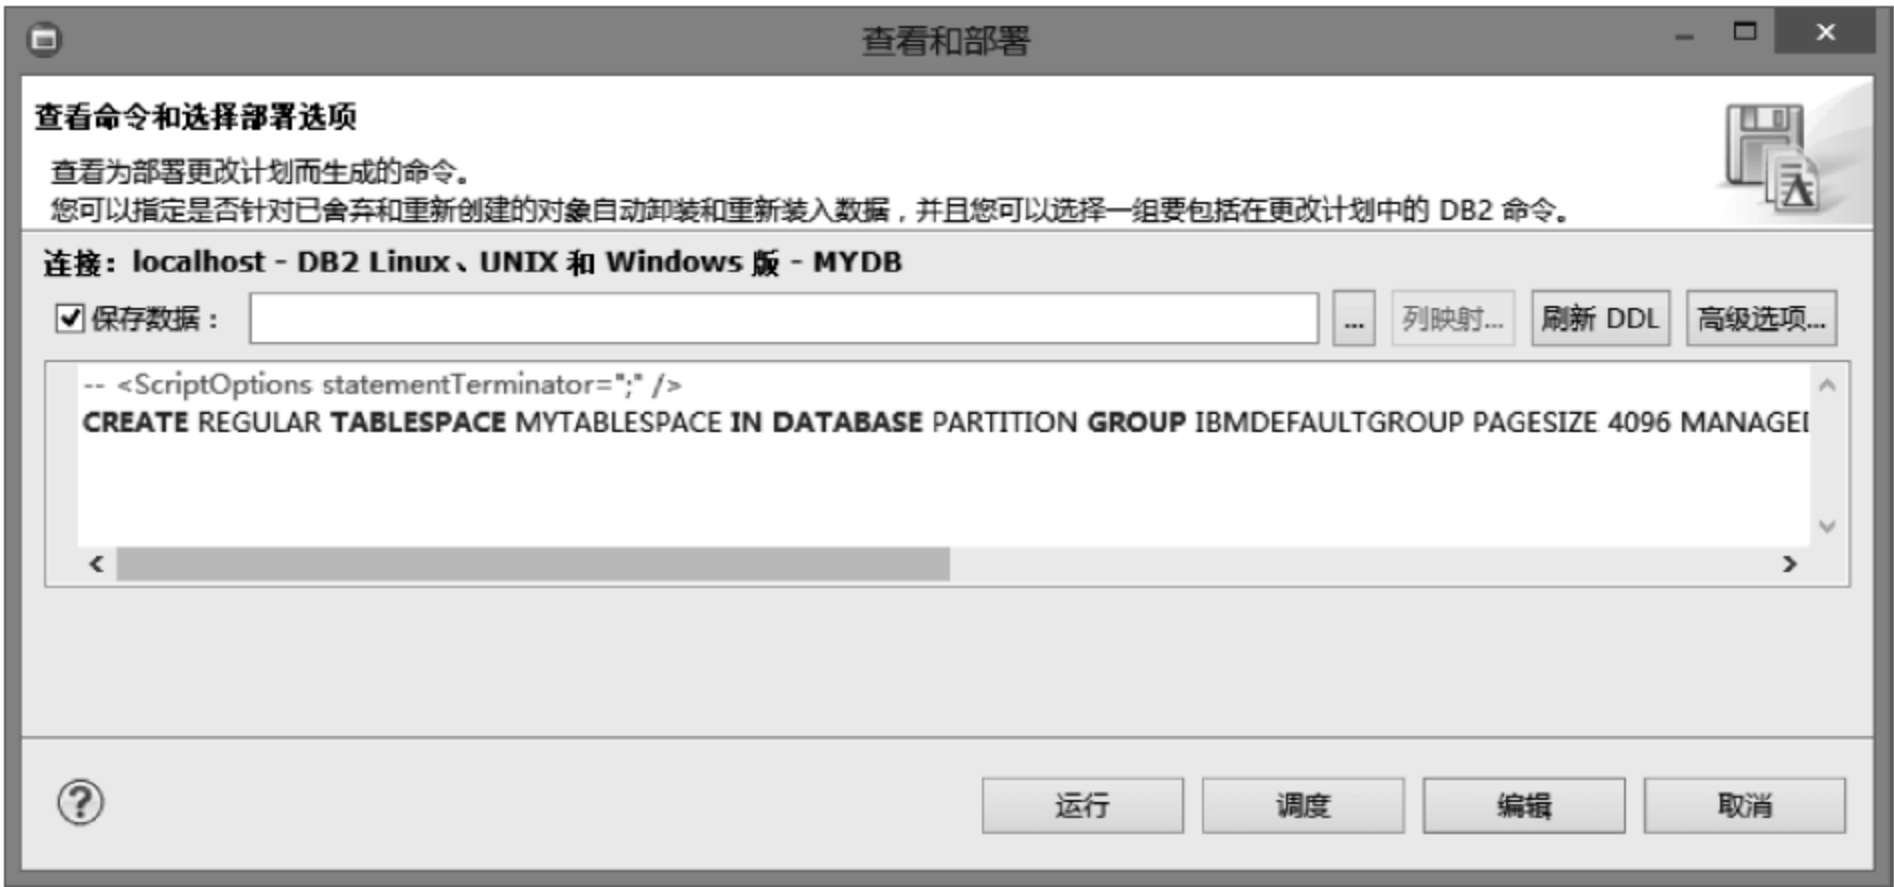 查看和部署
查看命令和选择部署选项
查看为部署更改计划而生成的命令。
您可以指定是否针对已舍弃和重新创建的对象自动卸装和重新装入数据，并且您可以选择一组要包括在更改计划中的 DB2 命令。
连接：localhost - DB2 Linux、UNIX 和 Windows 版 - MYDB
保存数据： ... 列映射... 刷新 DDL 高级选项...
-- <ScriptOptions statementTerminator=";" />
CREATE REGULAR TABLESPACE MYTABLESPACE IN DATABASE PARTITION GROUP IBMDEFAULTGROUP PAGESIZE 4096 MANAGED
运行 调度 编辑 取消